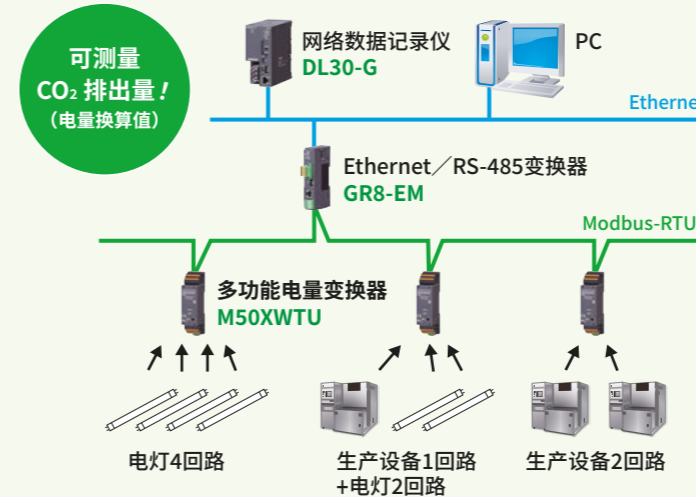 可测量
CO₂ 排出量！
（电量换算值）
网络数据记录仪
DL30-G
PC
Etherne
Ethernet／RS-485变换器
GR8-EM
Modbus-RTU
多功能电量变换器
M50XWTU
电灯4回路
生产设备1回路
+电灯2回路
生产设备2回路